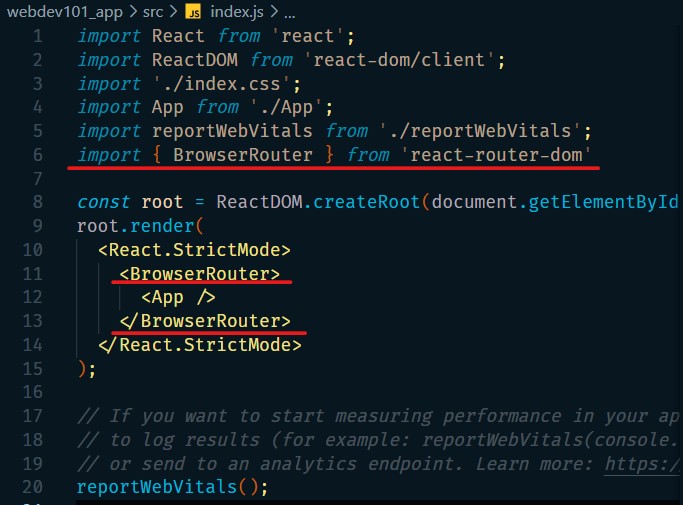 webdev101_app > src > JS index.js > ...
1 import React from 'react';
2 import ReactDOM from 'react-dom/client';
3 import './index.css';
4 import App from './App';
5 import reportWebVitals from './reportWebVitals';
6 import { BrowserRouter } from 'react-router-dom'
7
8 const root = ReactDOM.createRoot(document.getElementById
9 root.render(
10 <React.StrictMode>
11 <BrowserRouter>
12 <App />
13 </BrowserRouter>
14 </React.StrictMode>
15 );
16
17 // If you want to start measuring performance in your ap
18 // to log results (for example: reportWebVitals(console.
19 // or send to an analytics endpoint. Learn more: https:/
20 reportWebVitals();